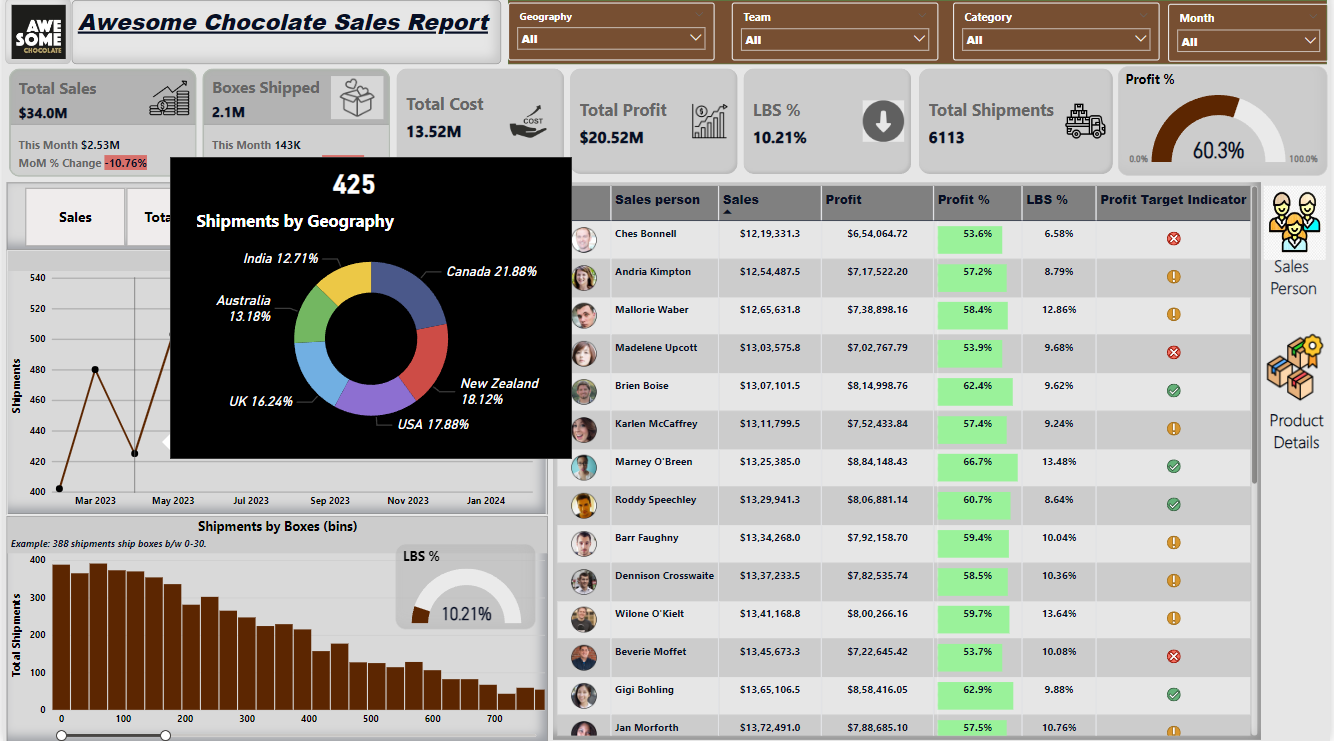 AWE
SOME
CHOCOLATE
Awesome Chocolate Sales Report
Geography
All
Team
All
Category
All
Month
All
Total Sales
$34.0M
This Month $2.53M
MoM % Change -10.76%
Boxes Shipped
2.1M
This Month 143K
Total Cost
13.52M
COST
Total Profit
$20.52M
LBS %
10.21%
Total Shipments
6113
Profit %
60.3%
0.0%
100.0%
Sales
Tota
425
Shipments by Geography
India 12.71%
Canada 21.88%
Australia
13.18%
New Zealand
18.12%
UK 16.24%
USA 17.88%
Shipments
540
520
500
480
460
440
420
400
Mar 2023 May 2023 Jul 2023 Sep 2023 Nov 2023 Jan 2024
Shipments by Boxes (bins)
Example: 388 shipments ship boxes b/w 0-30.
LBS %
10.21%
Total Shipments
400
300
200
100
0
0 100 200 300 400 500 600 700
Sales person Sales Profit Profit % LBS % Profit Target Indicator
Ches Bonnell $12,19,331.3 $6,54,064.72 53.6% 6.58%
Andria Kimpton $12,54,487.5 $7,17,522.20 57.2% 8.79%
Mallorie Waber $12,65,631.8 $7,38,898.16 58.4% 12.86%
Madelene Upcott $13,03,575.8 $7,02,767.79 53.9% 9.68%
Brien Boise $13,07,101.5 $8,14,998.76 62.4% 9.62%
Karlen McCaffrey $13,11,799.5 $7,52,433.84 57.4% 9.24%
Marney O'Breen $13,25,385.0 $8,84,148.43 66.7% 13.48%
Roddy Speechley $13,29,941.3 $8,06,881.14 60.7% 8.64%
Barr Faughny $13,34,268.0 $7,92,158.70 59.4% 10.04%
Dennison Crosswaite $13,37,233.5 $7,82,535.74 58.5% 10.36%
Wilone O'Kielt $13,41,168.8 $8,00,266.16 59.7% 13.64%
Beverie Moffet $13,45,673.3 $7,22,645.42 53.7% 10.08%
Gigi Bohling $13,65,106.5 $8,58,416.05 62.9% 9.88%
Jan Morforth $13,72,491.0 $7,88,685.10 57.5% 10.76%
Sales
Person
Product
Details